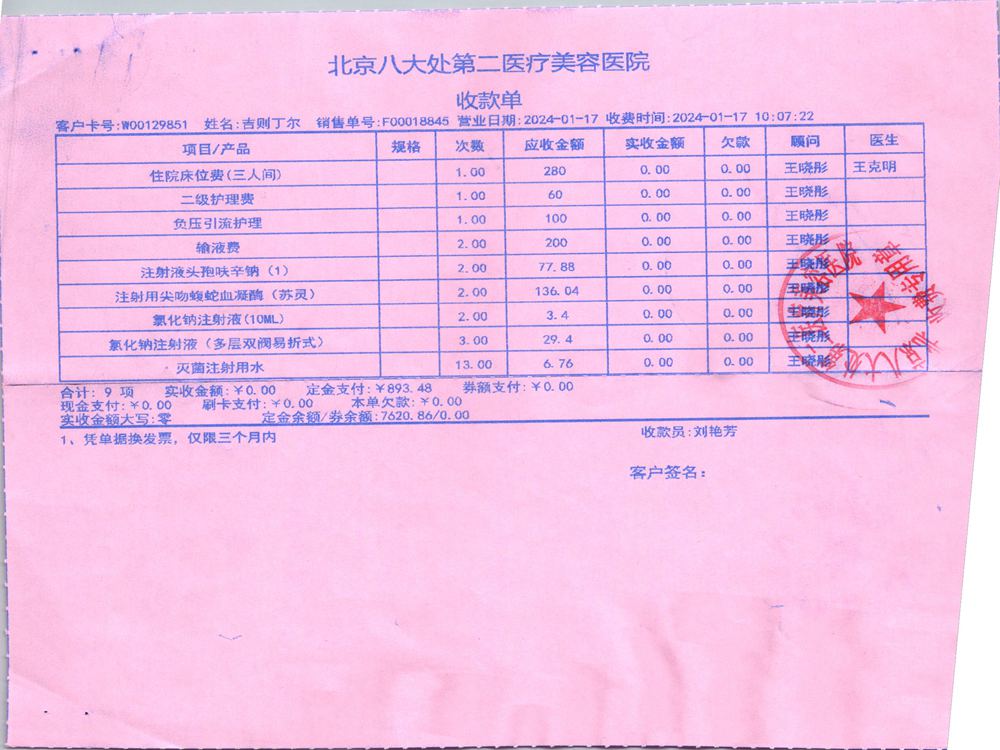 北京八大处第二医疗美容医院
收款单
客户卡号:W00129851 姓名:吉则丁尔 销售单号:F00018845 营业日期:2024-01-17 收费时间:2024-01-17 10:07:22
项目/产品 规格 次数 应收金额 实收金额 欠款 顾问 医生
住院床位费(三人间) 1.00 280 0.00 0.00 王晓彤 王克明
二级护理费 1.00 60 0.00 0.00 王晓彤
负压引流护理 1.00 100 0.00 0.00 王晓彤
输液费 2.00 200 0.00 0.00 王晓彤
注射液头孢呋辛钠(1) 2.00 77.88 0.00 0.00 王晓彤
注射用尖吻蝮蛇血凝酶(苏灵) 2.00 136.04 0.00 0.00 王晓彤
氯化钠注射液(10ML) 2.00 3.4 0.00 0.00 王晓彤
氯化钠注射液(多层双阀易折式) 3.00 29.4 0.00 0.00 王晓彤
灭菌注射用水 13.00 6.76 0.00 0.00 王晓彤
合计: 9 项 实收金额:¥0.00 定金支付:¥893.48 券额支付:¥0.00
现金支付:¥0.00 刷卡支付:¥0.00 本单欠款:¥0.00
实收金额大写:零 定金余额/券余额:7620.86/0.00
1、凭单据换发票,仅限三个月内 收款员:刘艳芳
客户签名: